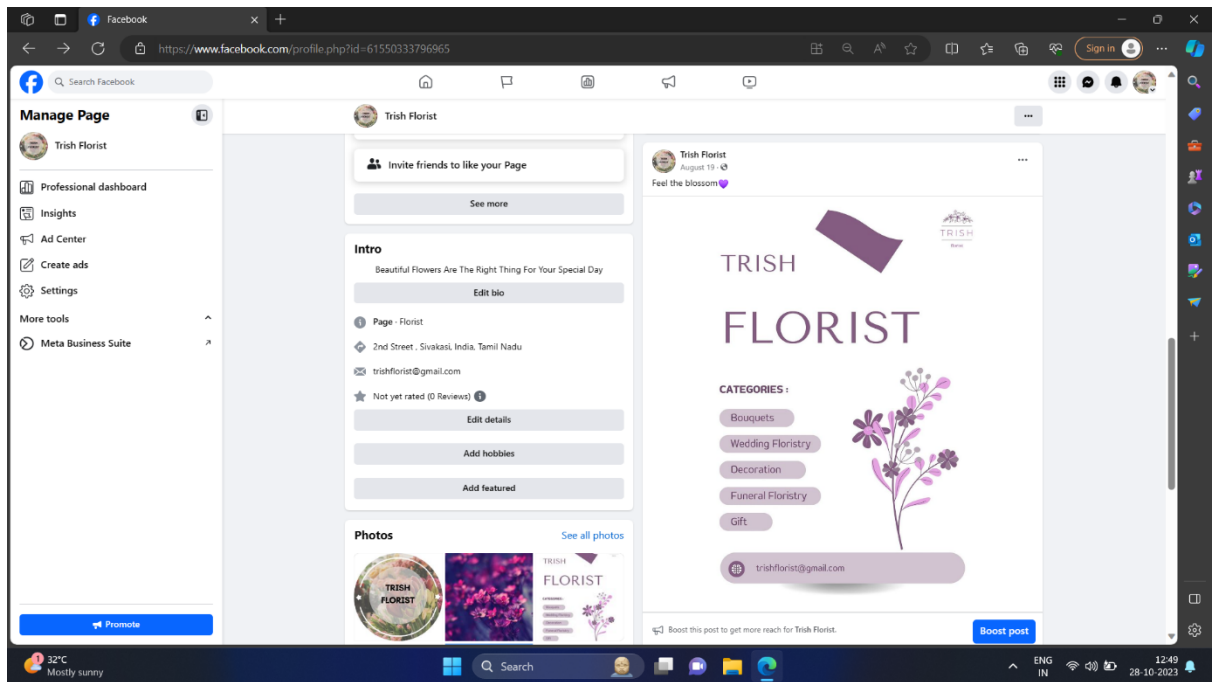 Facebook
https://www.facebook.com/profile.php?id=61550333796965
Sign in
Search Facebook
Manage Page
Trish Florist
Professional dashboard
Insights
Ad Center
Create ads
Settings
More tools
Meta Business Suite
Promote
Trish Florist
Invite friends to like your Page
See more
Intro
Beautiful Flowers Are The Right Thing For Your Special Day
Edit bio
Page · Florist
2nd Street , Sivakasi, India, Tamil Nadu
trishflorist@gmail.com
Not yet rated (0 Reviews)
Edit details
Add hobbies
Add featured
Photos
See all photos
TRISH
FLORIST
TRISH
FLORIST
Trish Florist
August 19 ·
Feel the blossom💜
TRISH
TRISH
FLORIST
CATEGORIES :
Bouquets
Wedding Floristry
Decoration
Funeral Floristry
Gift
trishflorist@gmail.com
Boost this post to get more reach for Trish Florist.
Boost post
1
32°C
Mostly sunny
Search
ENG
IN
12:49
28-10-2023